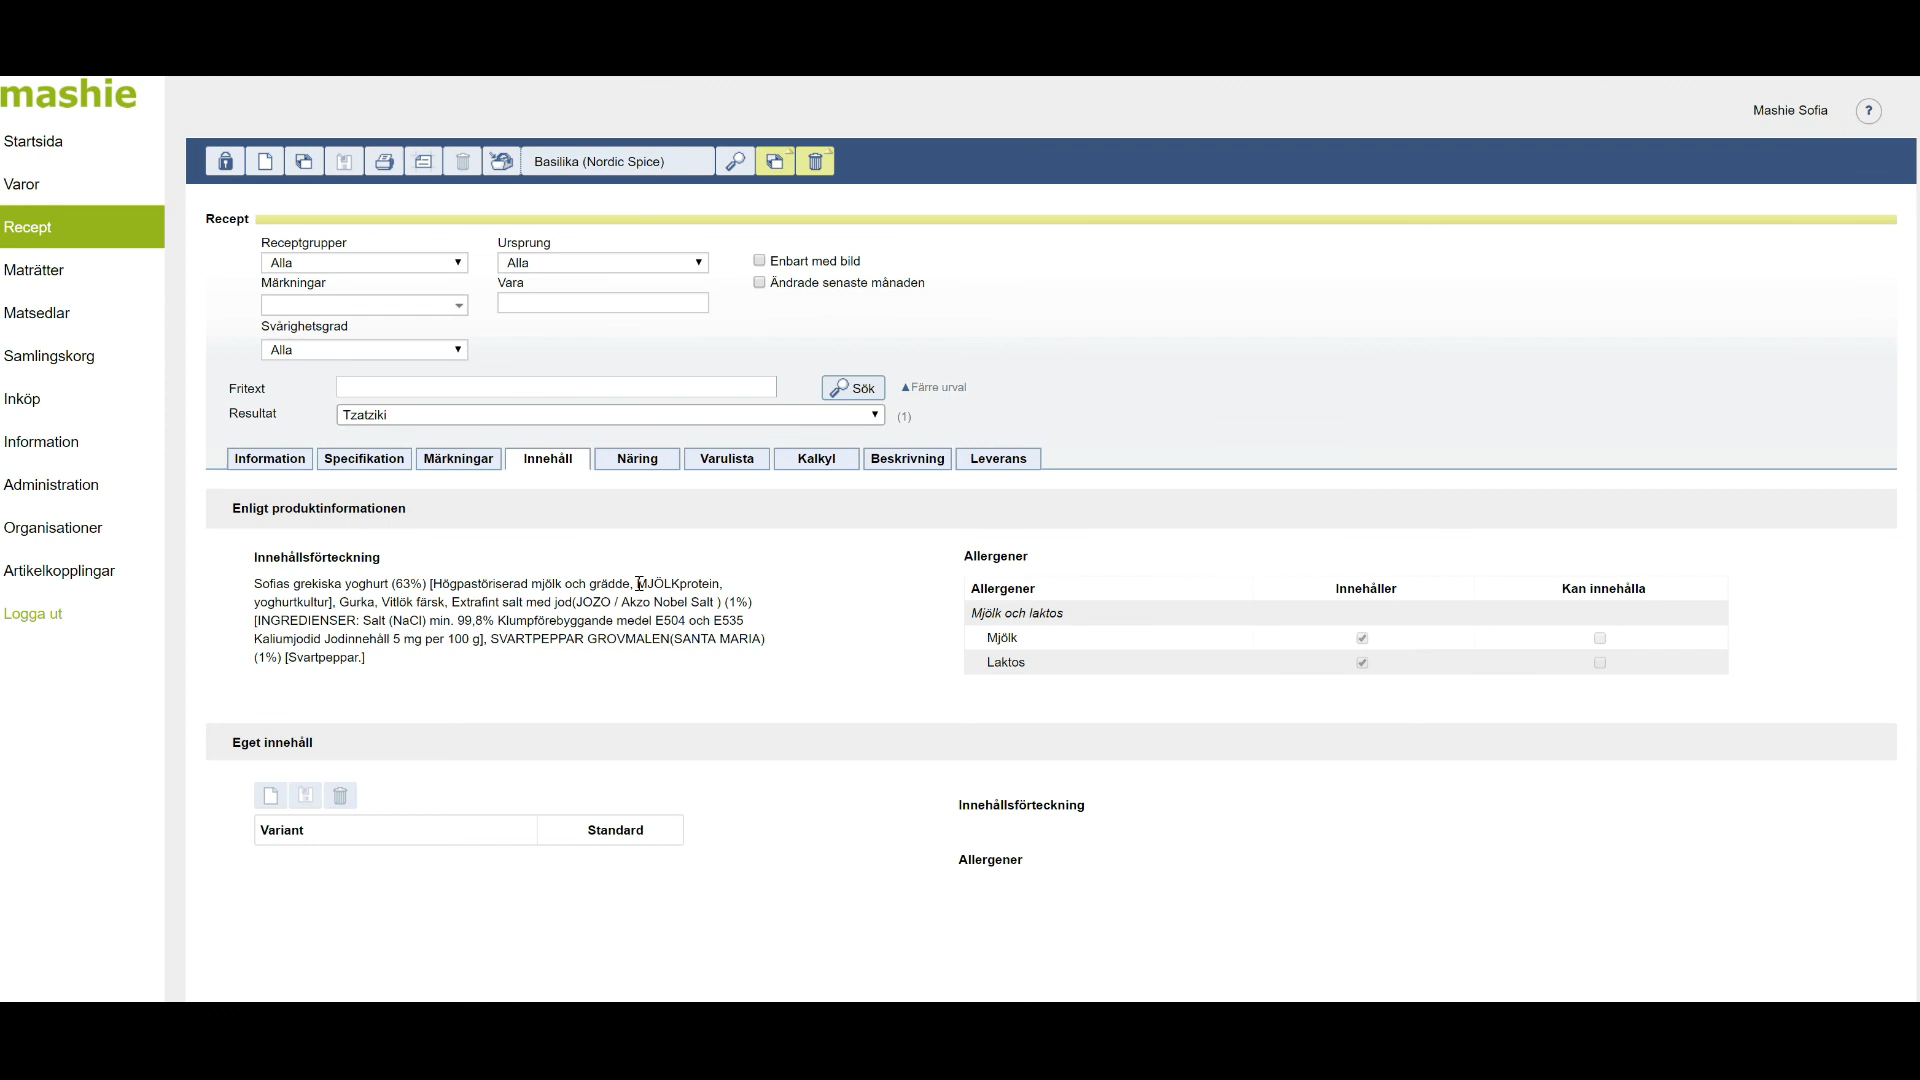 mashie
Mashie Sofia
?
Startsida
Varor
Recept
Maträtter
Matsedlar
Samlingskorg
Inköp
Information
Administration
Organisationer
Artikelkopplingar
Logga ut
Basilika (Nordic Spice)
Recept
Receptgrupper
Ursprung
Alla
Alla
Enbart med bild
Märkningar
Vara
Ändrade senaste månaden
Svårighetsgrad
Alla
Fritext
Sök
Färre urval
Resultat
Tzatziki
(1)
Information
Specifikation
Märkningar
Innehåll
Näring
Varulista
Kalkyl
Beskrivning
Leverans
Enligt produktinformationen
Innehållsförteckning
Sofias grekiska yoghurt (63%) [Högpastöriserad mjölk och grädde, MJÖLKprotein,
yoghurtkultur], Gurka, Vitlök färsk, Extrafint salt med jod(JOZO / Akzo Nobel Salt ) (1%)
[INGREDIENSER: Salt (NaCl) min. 99,8% Klumpförebyggande medel E504 och E535
Kaliumjodid Jodinnehåll 5 mg per 100 g], SVARTPEPPAR GROVMALEN(SANTA MARIA)
(1%) [Svartpeppar.]
Allergener
Allergener
Innehåller
Kan innehålla
Mjölk och laktos
Mjölk
Laktos
Eget innehåll
Variant
Standard
Innehållsförteckning
Allergener